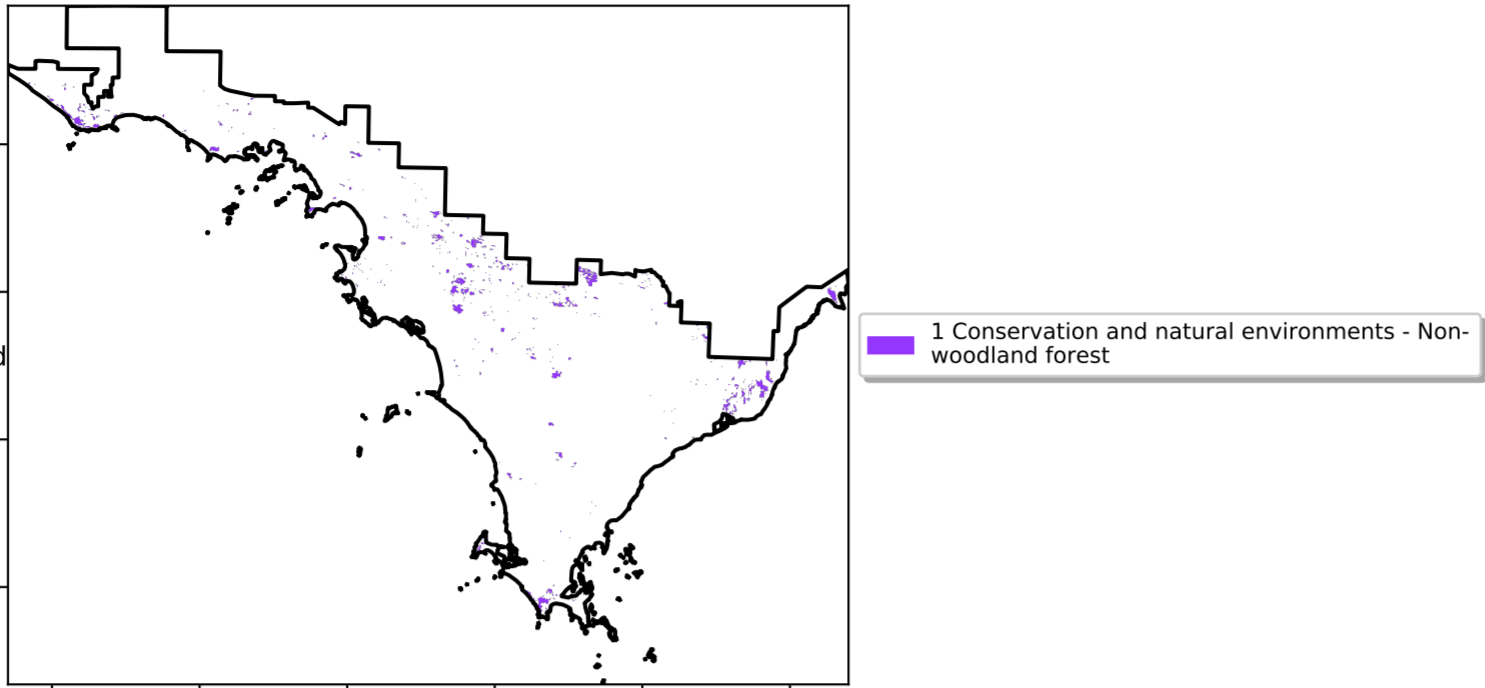 d
1 Conservation and natural environments - Non-
woodland forest